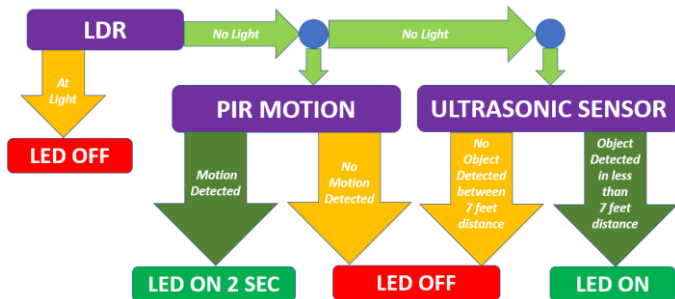 LDR
No Light
No Light
At
Light
LED OFF
PIR MOTION
ULTRASONIC SENSOR
Motion
Detected
No
Motion
Detected
No
Object
Detected
between
7 feet
distance
Object
Detected
in less
than
7 feet
distance
LED ON 2 SEC
LED OFF
LED ON